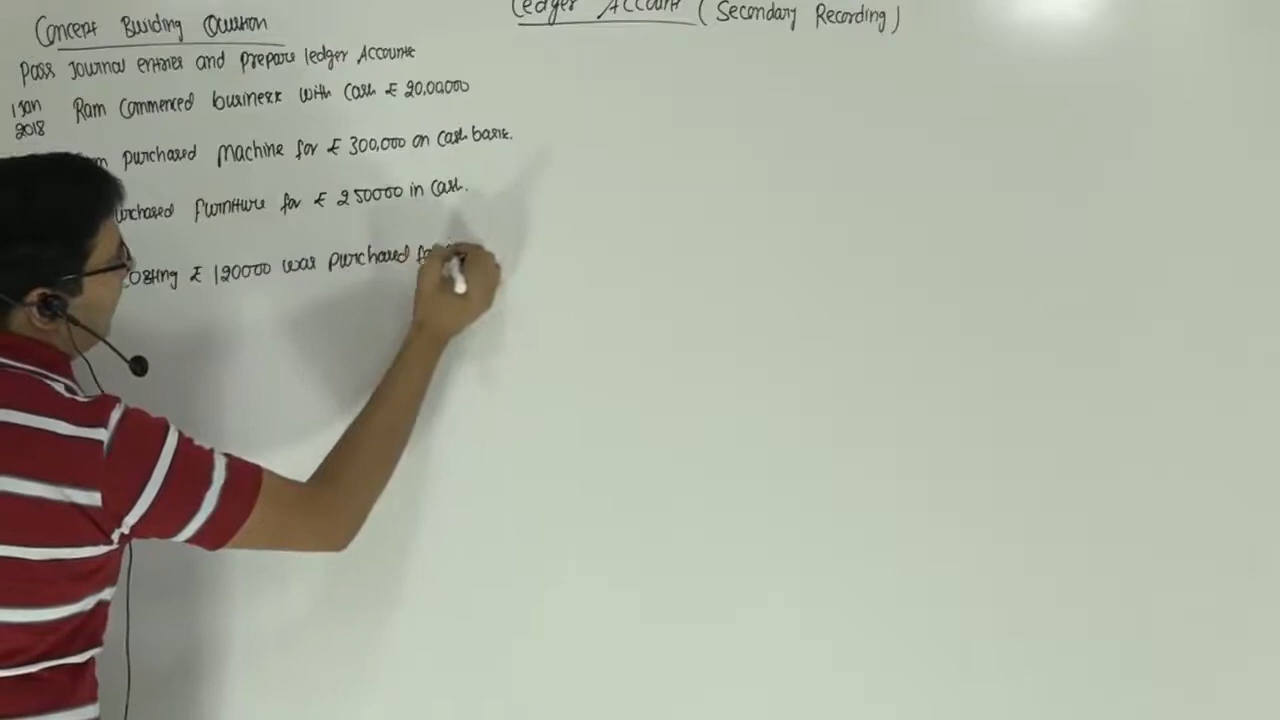 Ledger Account (Secondary Recording)
Concept Building Question
Pass Journal entries and prepare ledger Accounts
1 Jan 2018 Ram Commenced business with Cash ₹ 20,00,000
purchased Machine for ₹ 300,000 on cash basis.
purchased furniture for ₹ 250000 in cash.
costing ₹ 120000 was purchased